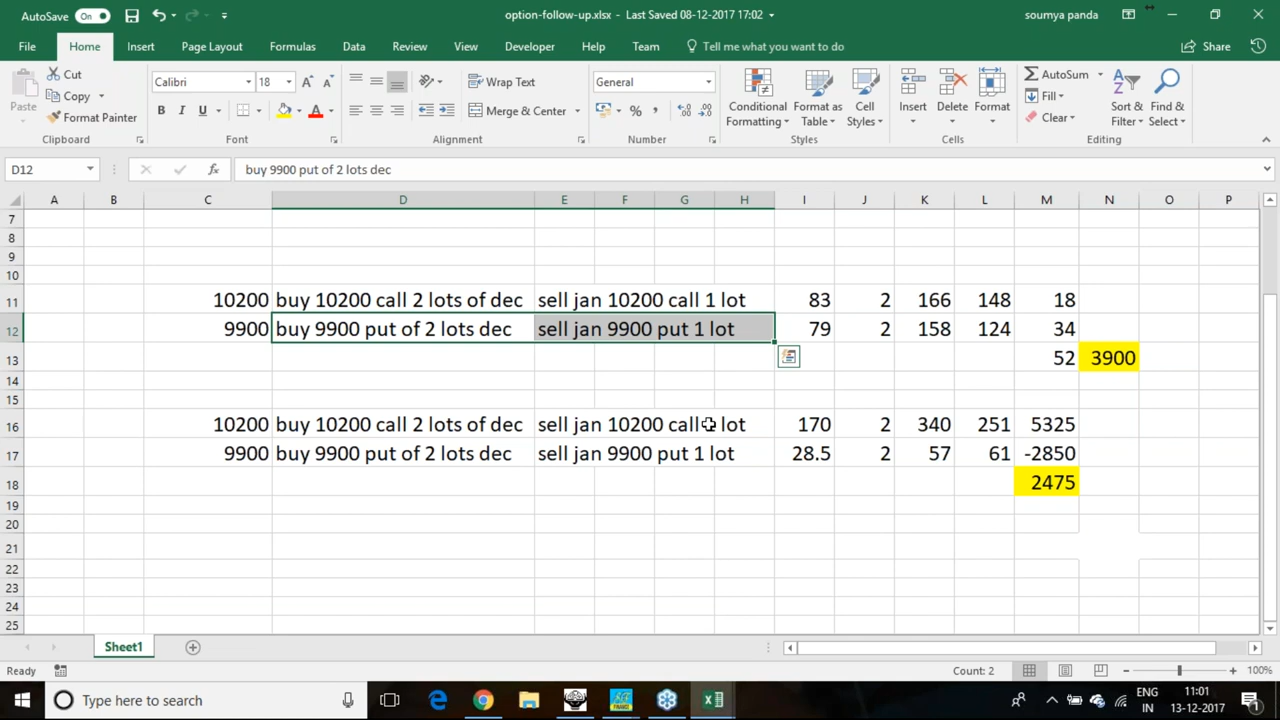 AutoSave On option-follow-up.xlsx - Last Saved 08-12-2017 17:02 soumya panda
File Home Insert Page Layout Formulas Data Review View Developer Help Team Tell me what you want to do Share
Cut Calibri 18 Wrap Text General AutoSum
Paste Copy Fill
Format Painter Merge & Center Clear
Conditional Formatting Format as Table Cell Styles Insert Delete Format Sort & Filter Find & Select
Clipboard Font Alignment Number Styles Cells Editing
D12 fx buy 9900 put of 2 lots dec
A B C D E F G H I J K L M N O P
7
8
9
10
11 10200 buy 10200 call 2 lots of dec sell jan 10200 call 1 lot 83 2 166 148 18
12 9900 buy 9900 put of 2 lots dec sell jan 9900 put 1 lot 79 2 158 124 34
13 52 3900
14
15
16 10200 buy 10200 call 2 lots of dec sell jan 10200 call lot 170 2 340 251 5325
17 9900 buy 9900 put of 2 lots dec sell jan 9900 put 1 lot 28.5 2 57 61 -2850
18 2475
19
20
21
22
23
24
25
Sheet1
Ready Count: 2 100%
Type here to search ENG 11:01
IN 13-12-2017